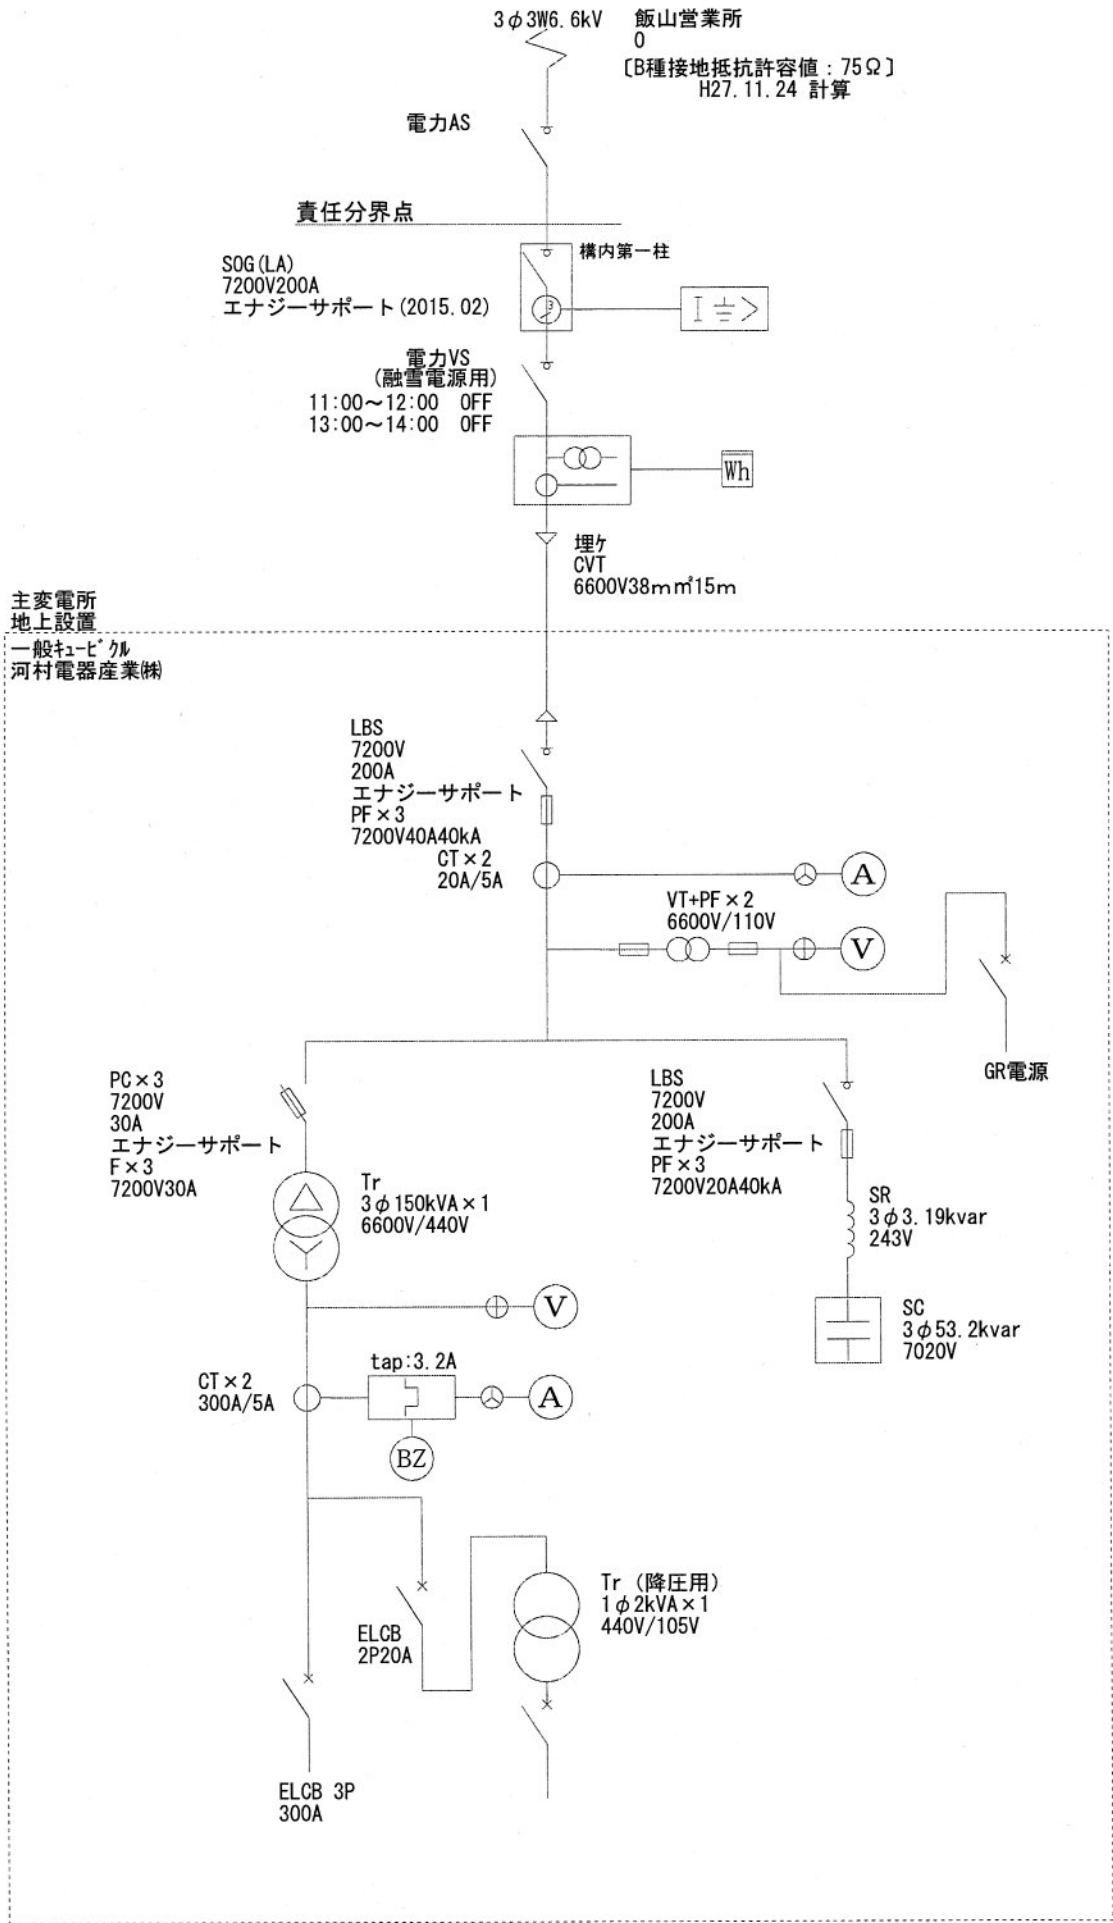 3φ3W6.6kV 飯山営業所
0
〔B種接地抵抗許容値：75Ω〕
H27.11.24 計算
電力AS
責任分界点
構内第一柱
SOG(LA)
7200V200A
エナジーサポート(2015.02)
I >
電力VS
(融雪電源用)
11:00～12:00 OFF
13:00～14:00 OFF
Wh
埋ケ
CVT
6600V38mm²15m
主変電所
地上設置
一般キュービクル
河村電器産業㈱
LBS
7200V
200A
エナジーサポート
PF×3
7200V40A40kA
CT×2
20A/5A
A
VT+PF×2
6600V/110V
V
GR電源
PC×3
7200V
30A
エナジーサポート
F×3
7200V30A
Tr
3φ150kVA×1
6600V/440V
LBS
7200V
200A
エナジーサポート
PF×3
7200V20A40kA
SR
3φ3.19kvar
243V
SC
3φ53.2kvar
7020V
V
tap:3.2A
CT×2
300A/5A
A
BZ
ELCB
2P20A
Tr (降圧用)
1φ2kVA×1
440V/105V
ELCB 3P
300A